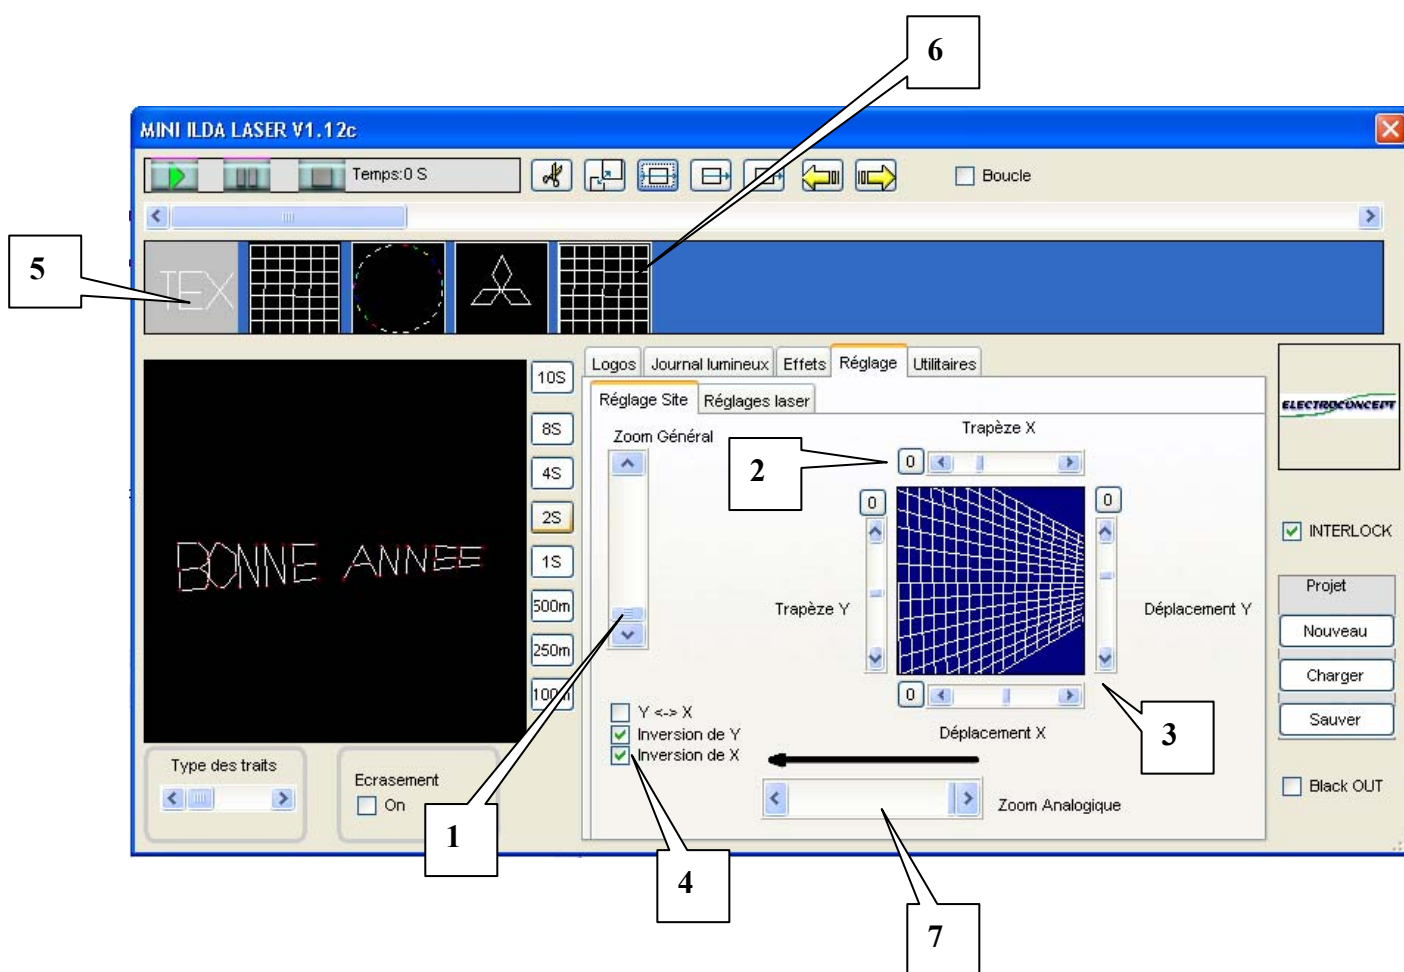 6
MINI ILDA LASER V1.12c
Temps:0 S
Boucle
5
TEX
Logos Journal lumineux Effets Réglage Utilitaires
10S
Réglage Site Réglages laser
ELECTROCONCEPT
8S
Zoom Général
Trapèze X
2
0
4S
0
0
2S
INTERLOCK
BONNE ANNEE
1S
Projet
500m
Trapèze Y
Déplacement Y
Nouveau
250m
Charger
100m
0
Y <-> X
3
Sauver
Inversion de Y
Déplacement X
Inversion de X
Type des traits
Ecrasement
On
Black OUT
Zoom Analogique
1
4
7